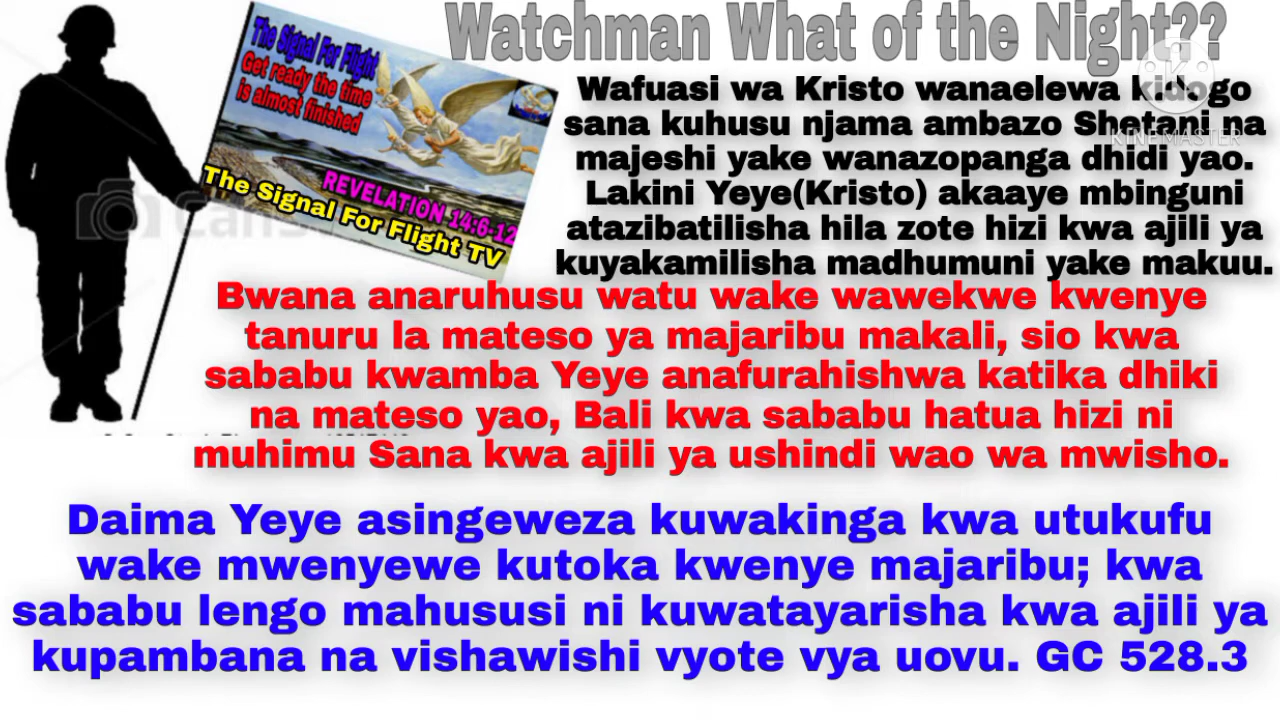 Watchman What of the Night??
The Signal For Flight
Get ready the time
is almost finished
REVELATION 14:6-12
The Signal For Flight TV
Wafuasi wa Kristo wanaelewa kidogo
sana kuhusu njama ambazo Shetani na
majeshi yake wanazopanga dhidi yao.
Lakini Yeye(Kristo) akaaye mbinguni
atazibatilisha hila zote hizi kwa ajili ya
kuyakamilisha madhumuni yake makuu.
KINEMASTER
Bwana anaruhusu watu wake wawekwe kwenye
tanuru la mateso ya majaribu makali, sio kwa
sababu kwamba Yeye anafurahishwa katika dhiki
na mateso yao, Bali kwa sababu hatua hizi ni
muhimu Sana kwa ajili ya ushindi wao wa mwisho.
Daima Yeye asingeweza kuwakinga kwa utukufu
wake mwenyewe kutoka kwenye majaribu; kwa
sababu lengo mahususi ni kuwatayarisha kwa ajili ya
kupambana na vishawishi vyote vya uovu. GC 528.3